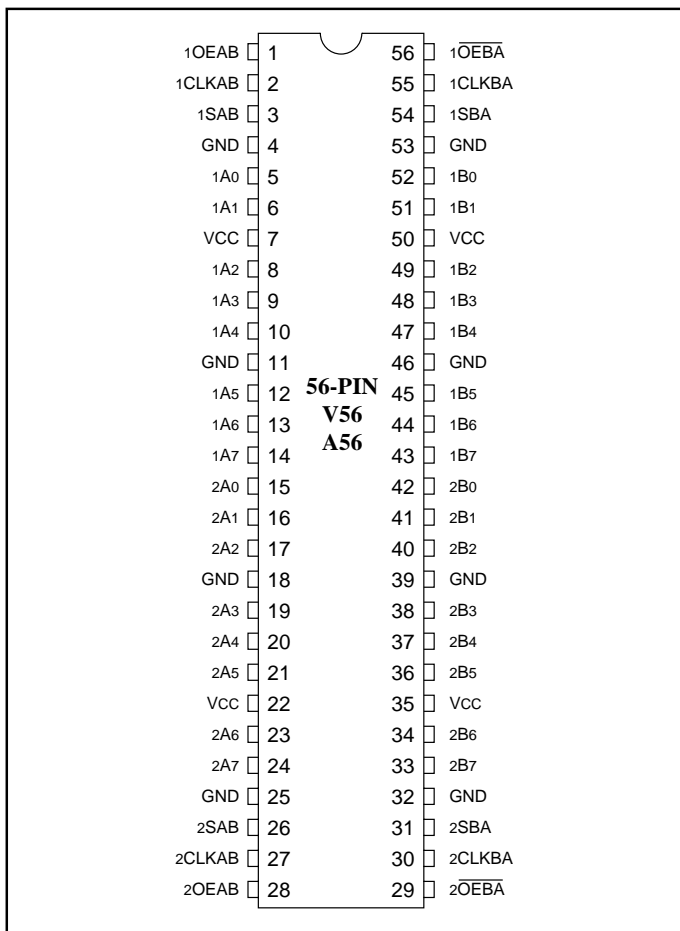 1OEAB 1 56 1O̅E̅B̅A̅
1CLKAB 2 55 1CLKBA
1SAB 3 54 1SBA
GND 4 53 GND
1A0 5 52 1B0
1A1 6 51 1B1
VCC 7 50 VCC
1A2 8 49 1B2
1A3 9 48 1B3
1A4 10 47 1B4
GND 11 46 GND
1A5 12 56-PIN 45 1B5
V56
1A6 13 44 1B6
A56
1A7 14 43 1B7
2A0 15 42 2B0
2A1 16 41 2B1
2A2 17 40 2B2
GND 18 39 GND
2A3 19 38 2B3
2A4 20 37 2B4
2A5 21 36 2B5
VCC 22 35 VCC
2A6 23 34 2B6
2A7 24 33 2B7
GND 25 32 GND
2SAB 26 31 2SBA
2CLKAB 27 30 2CLKBA
2OEAB 28 29 2O̅E̅B̅A̅